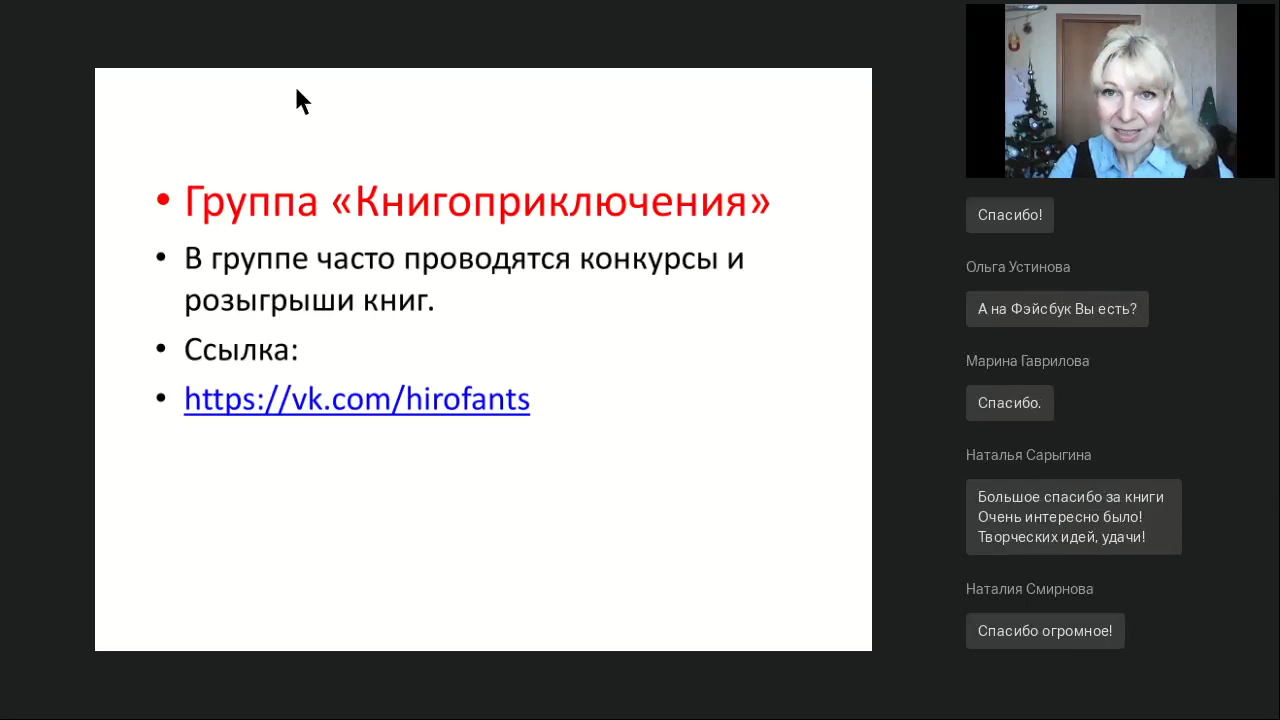 • Группа «Книгоприключения»
• В группе часто проводятся конкурсы и
розыгрыши книг.
• Ссылка:
• https://vk.com/hirofants
Спасибо!
Ольга Устинова
А на Фэйсбук Вы есть?
Марина Гаврилова
Спасибо.
Наталья Сарыгина
Большое спасибо за книги
Очень интересно было!
Творческих идей, удачи!
Наталия Смирнова
Спасибо огромное!